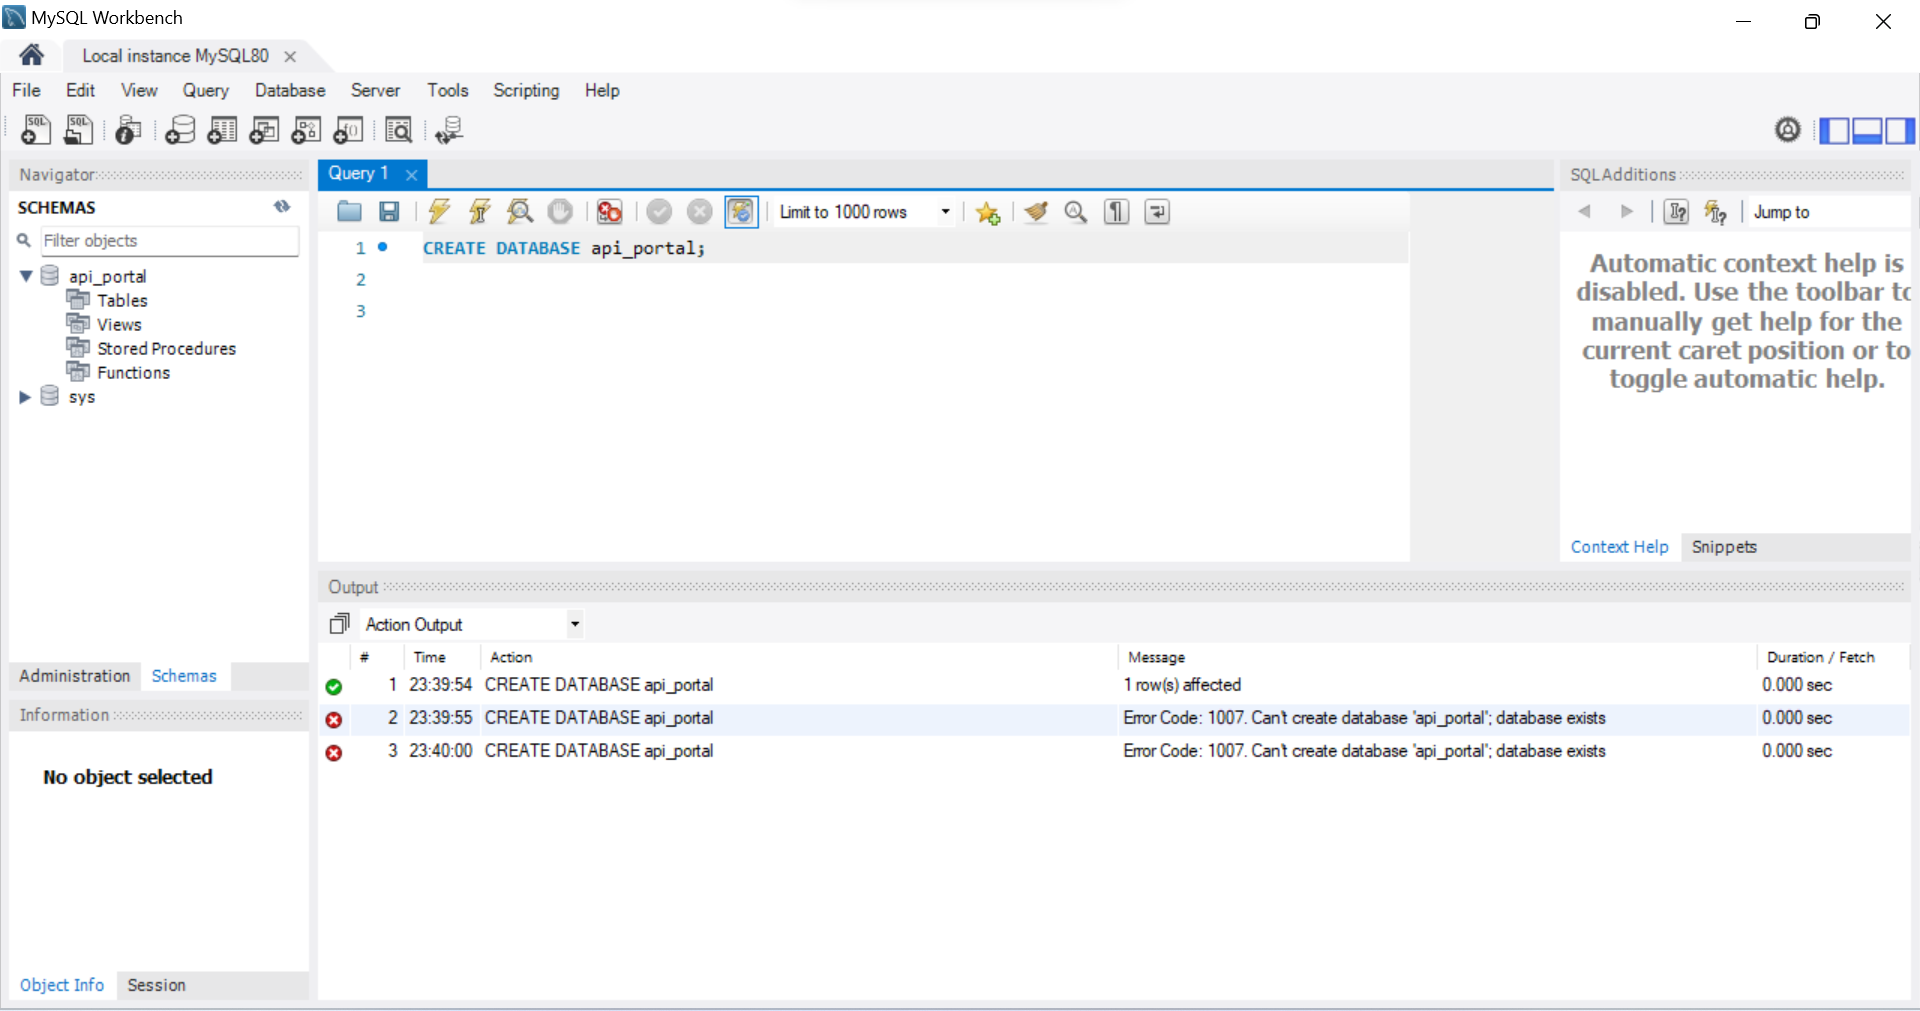 MySQL Workbench
Local instance MySQL80
File Edit View Query Database Server Tools Scripting Help
Navigator
SCHEMAS
Filter objects
api_portal
Tables
Views
Stored Procedures
Functions
sys
Administration Schemas
Information
No object selected
Object Info Session
Query 1
Limit to 1000 rows
1 CREATE DATABASE api_portal;
2
3
SQLAdditions
Jump to
Automatic context help is
disabled. Use the toolbar to
manually get help for the
current caret position or to
toggle automatic help.
Context Help Snippets
Output
Action Output
# Time Action Message Duration / Fetch
1 23:39:54 CREATE DATABASE api_portal 1 row(s) affected 0.000 sec
2 23:39:55 CREATE DATABASE api_portal Error Code: 1007. Can't create database 'api_portal'; database exists 0.000 sec
3 23:40:00 CREATE DATABASE api_portal Error Code: 1007. Can't create database 'api_portal'; database exists 0.000 sec